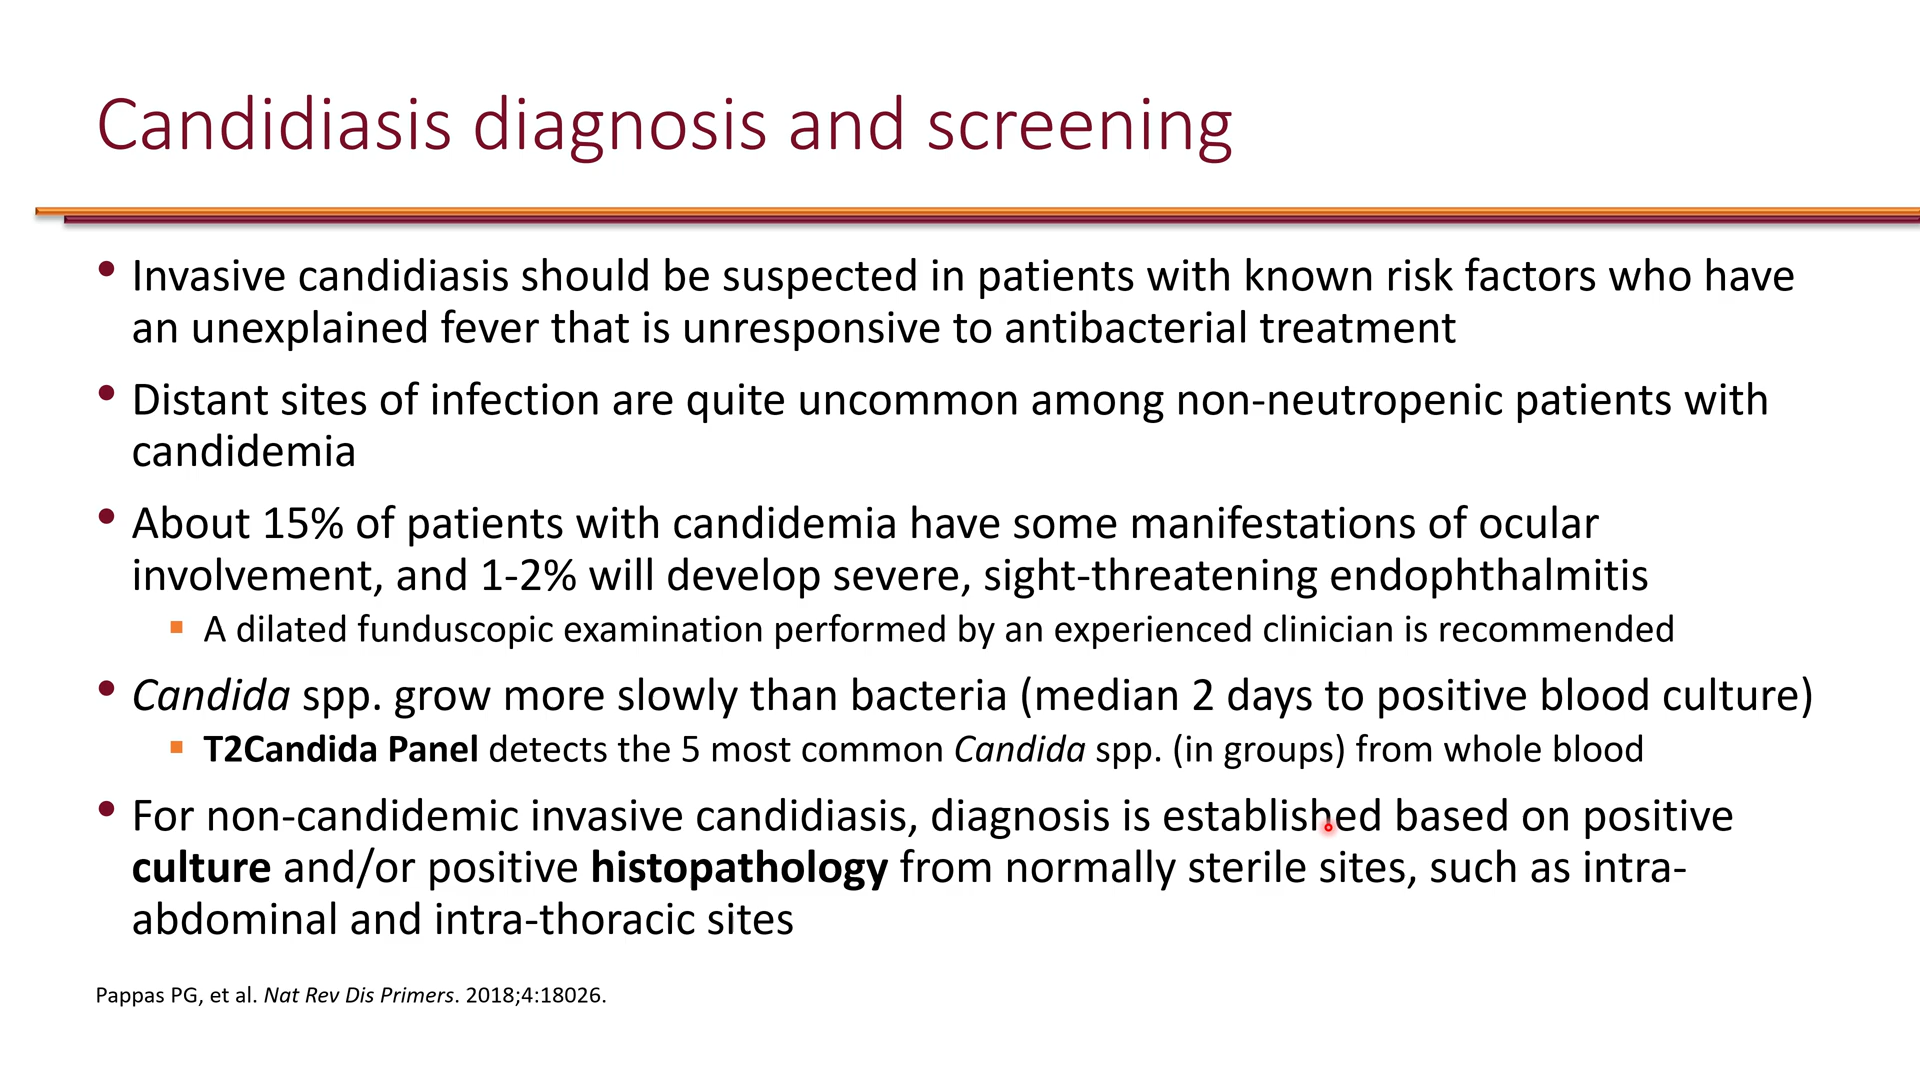 Candidiasis diagnosis and screening
• Invasive candidiasis should be suspected in patients with known risk factors who have
an unexplained fever that is unresponsive to antibacterial treatment
• Distant sites of infection are quite uncommon among non-neutropenic patients with
candidemia
• About 15% of patients with candidemia have some manifestations of ocular
involvement, and 1-2% will develop severe, sight-threatening endophthalmitis
▪ A dilated funduscopic examination performed by an experienced clinician is recommended
• Candida spp. grow more slowly than bacteria (median 2 days to positive blood culture)
▪ T2Candida Panel detects the 5 most common Candida spp. (in groups) from whole blood
• For non-candidemic invasive candidiasis, diagnosis is established based on positive
culture and/or positive histopathology from normally sterile sites, such as intra-
abdominal and intra-thoracic sites
Pappas PG, et al. Nat Rev Dis Primers. 2018;4:18026.